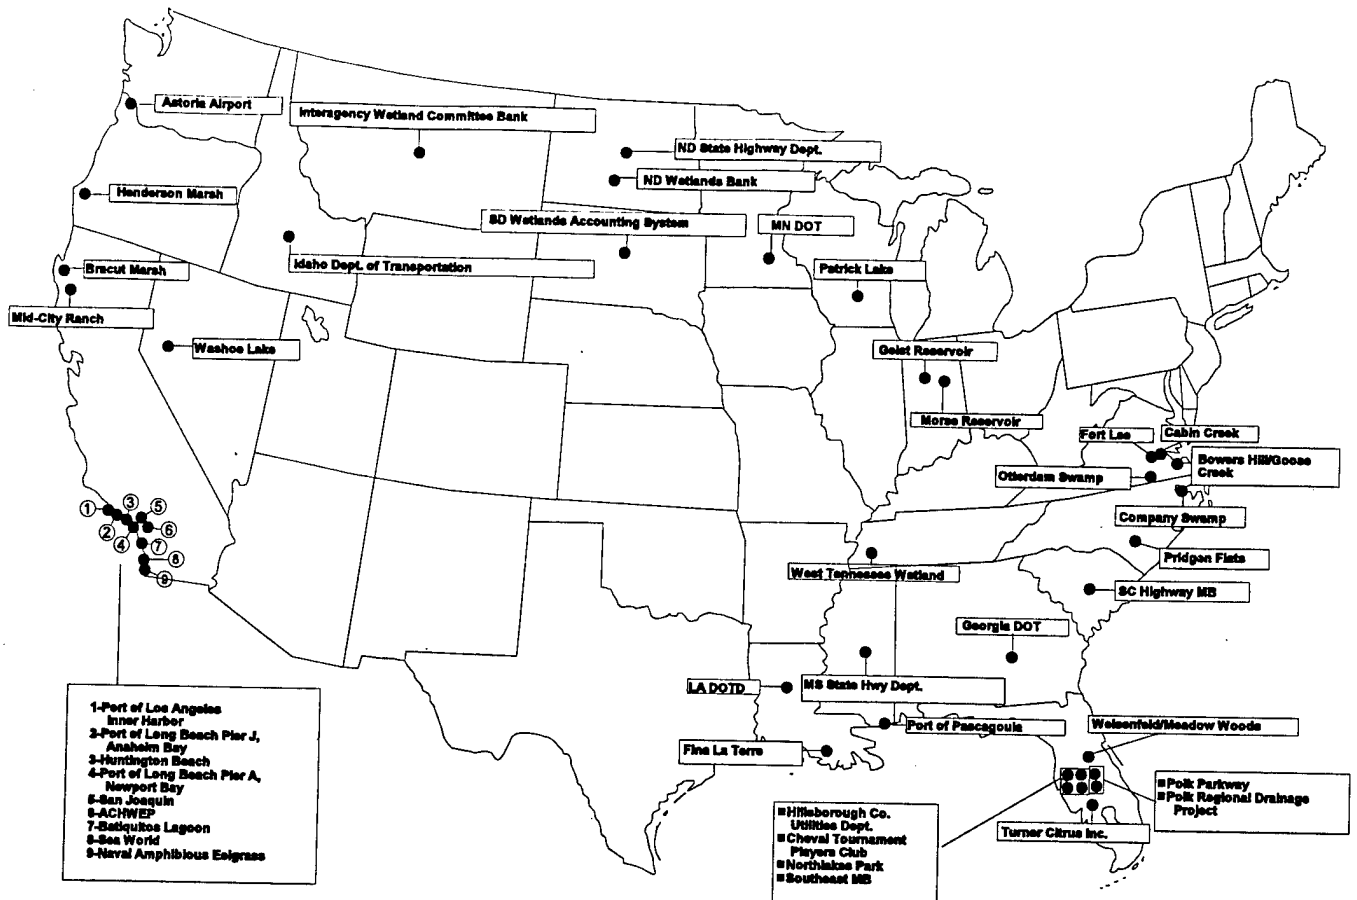 Astoria Airport
Interagency Wetland Committee Bank
ND State Highway Dept.
ND Wetlands Bank
Henderson Marsh
SD Wetlands Accounting System
MN DOT
Bracut Marsh
Idaho Dept. of Transportation
Patrick Lake
Mid-City Ranch
Washoe Lake
Geist Reservoir
Morse Reservoir
Fort Lee
Cabin Creek
Bowers Hill/Goose
Creek
Otterdam Swamp
Company Swamp
Pridgen Flats
West Tennessee Wetland
SC Highway MB
Georgia DOT
LA DOTD
MS State Hwy Dept.
Port of Pascagoula
Weisenfeld/Meadow Woods
Fina La Terre
1
2
3
4
5
6
7
8
9
1-Port of Los Angeles
Inner Harbor
2-Port of Long Beach Pier J,
Anaheim Bay
3-Huntington Beach
4-Port of Long Beach Pier A,
Newport Bay
5-San Joaquin
6-ACHWEP
7-Batiquitos Lagoon
8-Sea World
9-Naval Amphibious Eelgrass
■Hillsborough Co.
Utilities Dept.
■Cheval Tournament
Players Club
■Northlakes Park
■Southeast MB
Turner Citrus Inc.
■Polk Parkway
■Polk Regional Drainage
Project